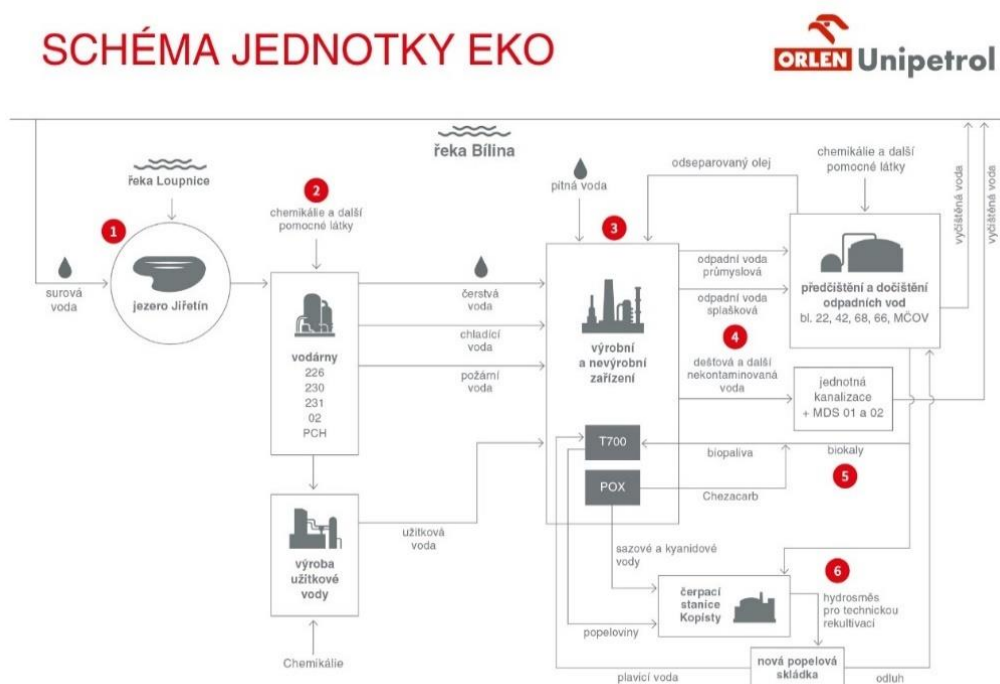 SCHÉMA JEDNOTKY EKO
ORLEN Unipetrol
řeka Bílina
řeka Loupnice
1
surová
voda
jezero Jiřetín
2
chemikálie a další
pomocné látky
vodárny
226
230
231
02
PCH
výroba
užitkové
vody
Chemikálie
čerstvá
voda
chladící
voda
požární
voda
užitková
voda
pitná voda
3
výrobní
a nevýrobní
zařízení
T700
POX
odseparovaný olej
odpadní voda
průmyslová
odpadní voda
splašková
4
dešťová a další
nekontaminovaná
voda
chemikálie a další
pomocné látky
předčištění a dočištění
odpadních vod
bl. 22, 42, 68, 66, MČOV
vyčištěná voda
vyčištěná voda
jednotná
kanalizace
+ MDS 01 a 02
biopaliva
biokaly
5
Chezacarb
sazové a kyanidové
vody
popeloviny
čerpací
stanice
Kopisty
6
hydrosměs
pro technickou
rekultivaci
nová popelová
skládka
plavicí voda
odluh